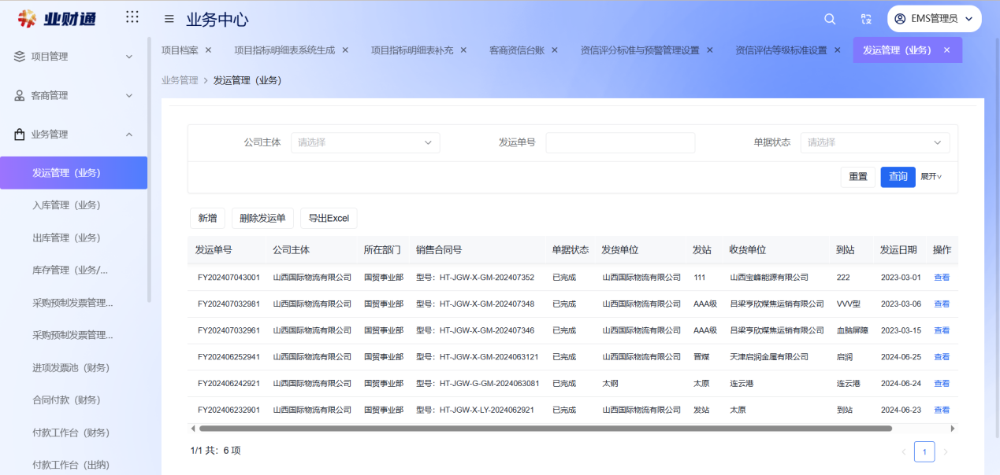 业财通
业务中心
EMS管理员
项目管理
客商管理
业务管理
发运管理（业务）
入库管理（业务）
出库管理（业务）
库存管理（业务/...
采购预制发票管理...
采购预制发票管理...
进项发票池（财务）
合同付款（财务）
付款工作台（财务）
付款工作台（出纳）
项目档案 × 项目指标明细表系统生成 × 项目指标明细表补充 × 客商资信台账 × 资信评分标准与预警管理设置 × 资信评估等级标准设置 × 发运管理（业务） ×
业务管理 > 发运管理（业务）
公司主体 请选择 发运单号 单据状态 请选择
重置 查询 展开
新增 删除发运单 导出Excel
发运单号 公司主体 所在部门 销售合同号 单据状态 发货单位 发站 收货单位 到站 发运日期 操作
FY202407043001 山西国际物流有限公司 国贸事业部 型号：HT-JGW-X-GM-202407352 已完成 山西国际物流有限公司 111 山西宝峰能源有限公司 222 2023-03-01 查看
FY202407032981 山西国际物流有限公司 国贸事业部 型号：HT-JGW-X-GM-202407348 已完成 山西国际物流有限公司 AAA级 吕梁亨欣煤焦运销有限公司 VVV型 2023-03-06 查看
FY202407032961 山西国际物流有限公司 国贸事业部 型号：HT-JGW-X-GM-202407346 已完成 山西国际物流有限公司 AAA级 吕梁亨欣煤焦运销有限公司 血脑屏障 2023-03-15 查看
FY202406252941 山西国际物流有限公司 国贸事业部 型号：HT-JGW-X-GM-2024063121 已完成 山西国际物流有限公司 晋煤 天津启润金属有限公司 启润 2024-06-25 查看
FY202406242921 山西国际物流有限公司 国贸事业部 型号：HT-JGW-G-GM-2024063081 已完成 太钢 太原 连云港 连云港 2024-06-24 查看
FY202406232901 山西国际物流有限公司 国贸事业部 型号：HT-JGW-X-LY-2024062921 已完成 山西国际物流有限公司 发站 太原 到站 2024-06-23 查看
1/1 共：6 项
1